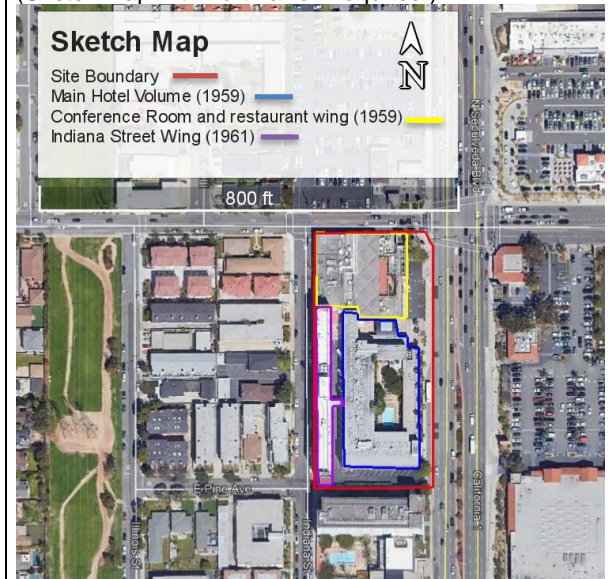 Sketch Map
Site Boundary
Main Hotel Volume (1959)
Conference Room and restaurant wing (1959)
Indiana Street Wing (1961)
N
800 ft
N Sepulveda Blvd
E Pine Ave
Illinois St
Indiana St
California 1